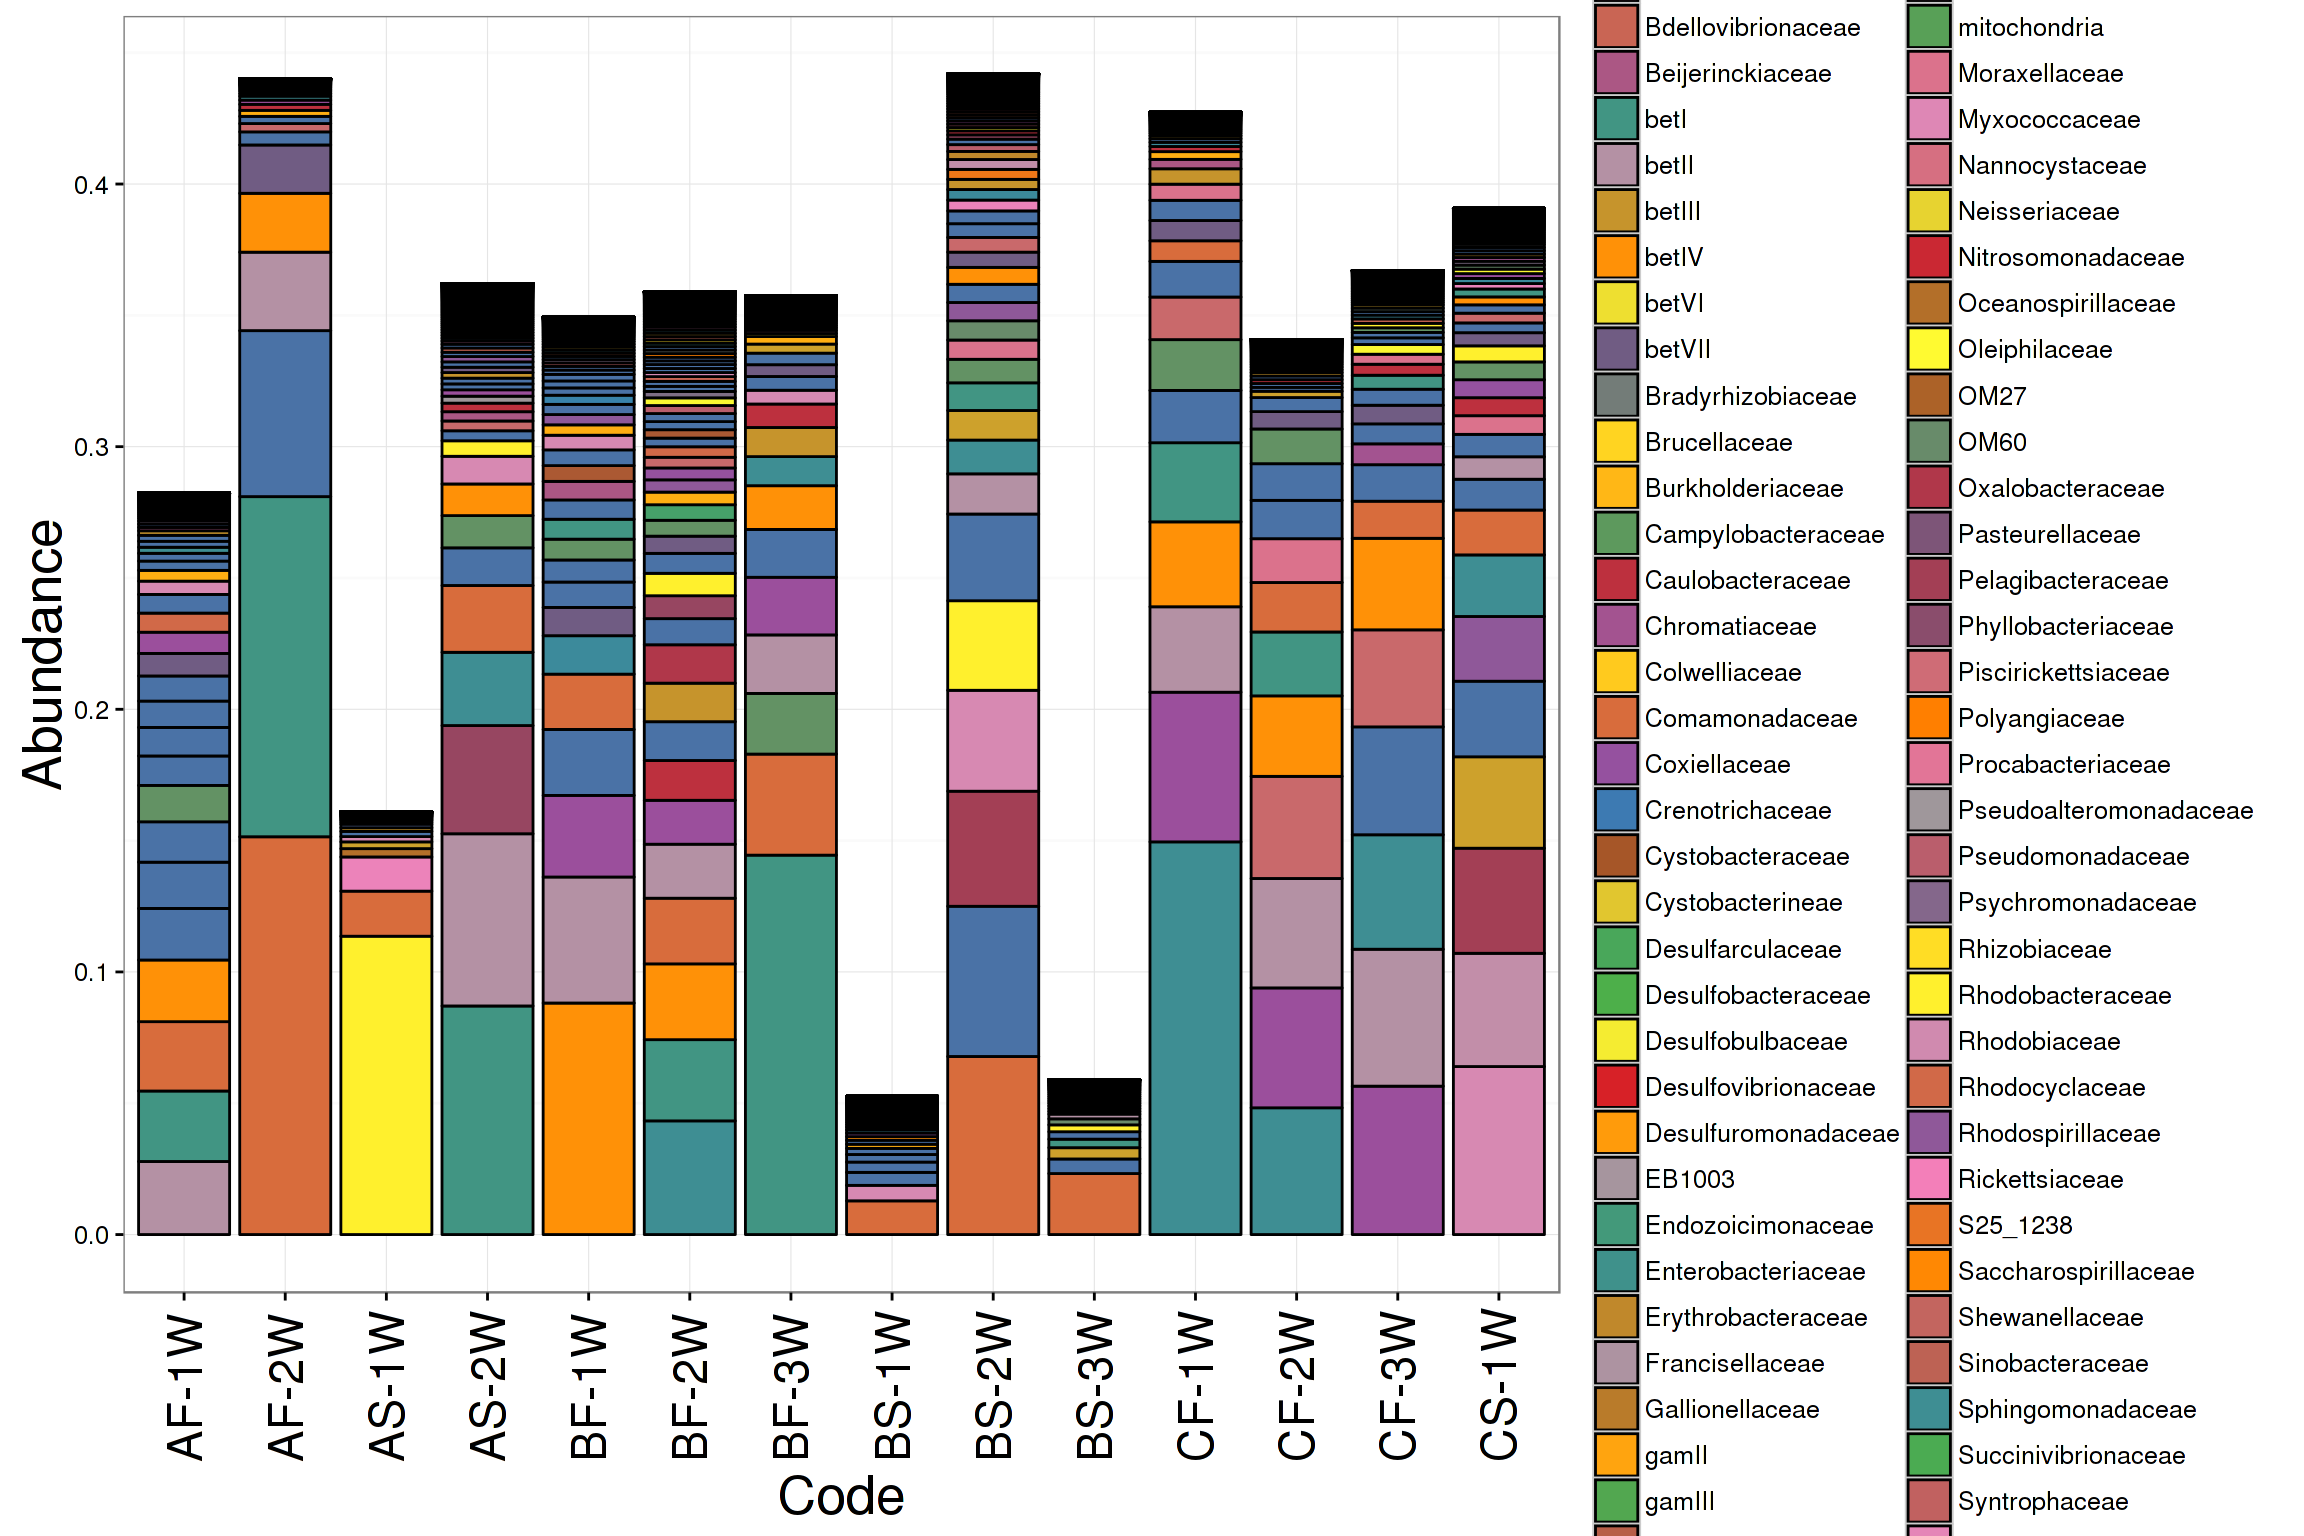 Abundance
0.4
0.3
0.2
0.1
0.0
AF-1W
AF-2W
AS-1W
AS-2W
BF-1W
BF-2W
BF-3W
BS-1W
BS-2W
BS-3W
CF-1W
CF-2W
CF-3W
CS-1W
Code
Bdellovibrionaceae
Beijerinckiaceae
betI
betII
betIII
betIV
betVI
betVII
Bradyrhizobiaceae
Brucellaceae
Burkholderiaceae
Campylobacteraceae
Caulobacteraceae
Chromatiaceae
Colwelliaceae
Comamonadaceae
Coxiellaceae
Crenotrichaceae
Cystobacteraceae
Cystobacterineae
Desulfarculaceae
Desulfobacteraceae
Desulfobulbaceae
Desulfovibrionaceae
Desulfuromonadaceae
EB1003
Endozoicimonaceae
Enterobacteriaceae
Erythrobacteraceae
Francisellaceae
Gallionellaceae
gamII
gamIII
mitochondria
Moraxellaceae
Myxococcaceae
Nannocystaceae
Neisseriaceae
Nitrosomonadaceae
Oceanospirillaceae
Oleiphilaceae
OM27
OM60
Oxalobacteraceae
Pasteurellaceae
Pelagibacteraceae
Phyllobacteriaceae
Piscirickettsiaceae
Polyangiaceae
Procabacteriaceae
Pseudoalteromonadaceae
Pseudomonadaceae
Psychromonadaceae
Rhizobiaceae
Rhodobacteraceae
Rhodobiaceae
Rhodocyclaceae
Rhodospirillaceae
Rickettsiaceae
S25_1238
Saccharospirillaceae
Shewanellaceae
Sinobacteraceae
Sphingomonadaceae
Succinivibrionaceae
Syntrophaceae